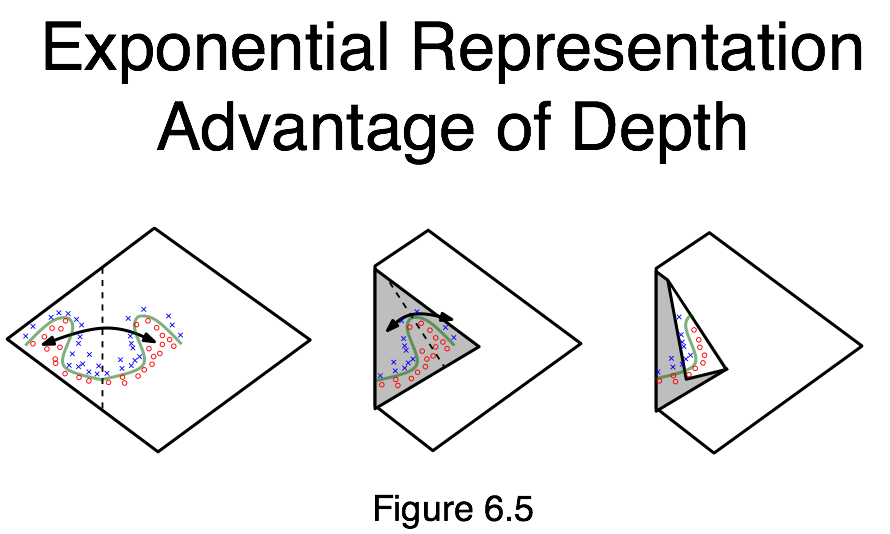 Exponential Representation
Advantage of Depth
Figure 6.5